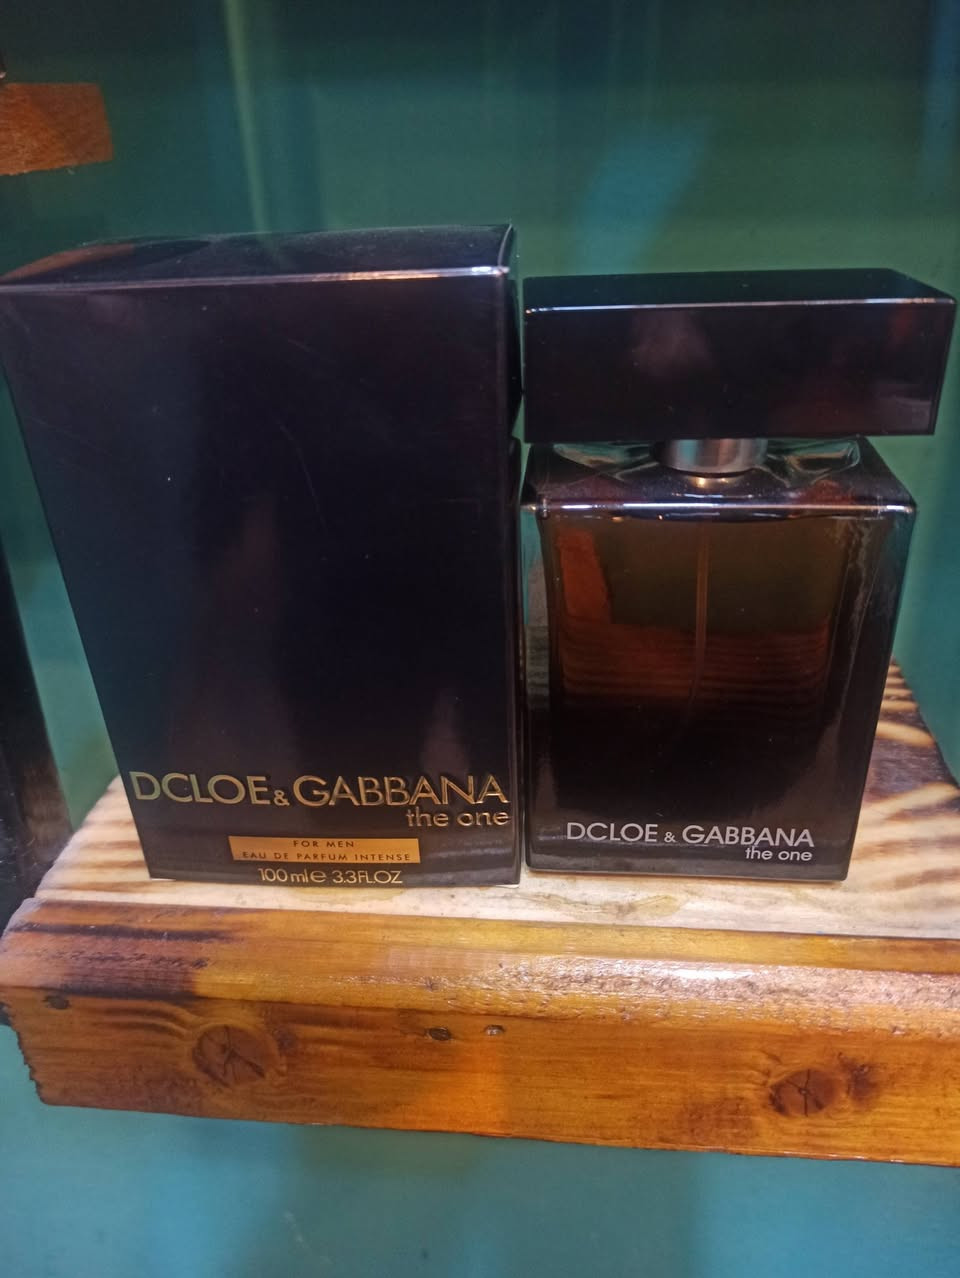 DCLOE & GABBANA
the one
FOR MEN
EAU DE PARFUM INTENSE
100 ml e 3.3FLOZ
DCLOE & GABBANA
the one